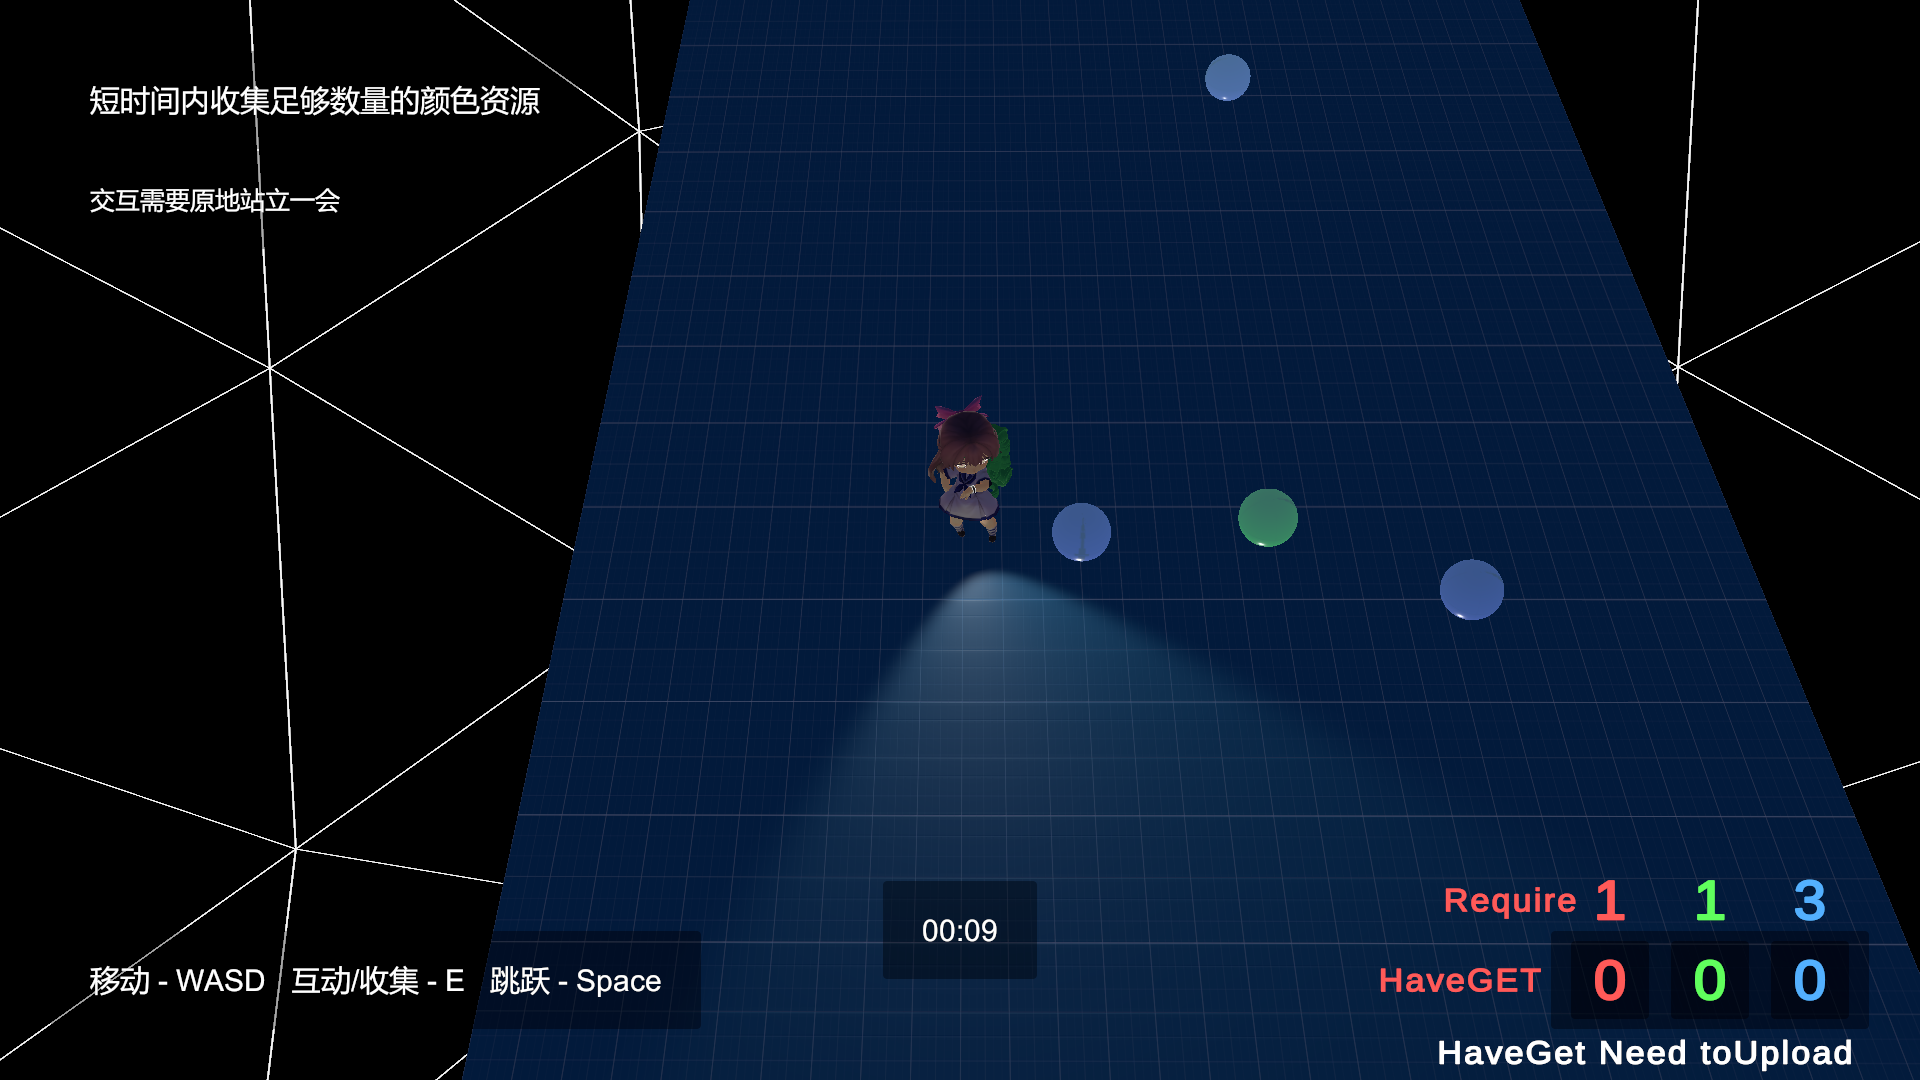 短时间内收集足够数量的颜色资源
交互需要原地站立一会
00:09
Require 1 1 3
移动 - WASD 互动/收集 - E 跳跃 - Space
HaveGET 0 0 0
HaveGet Need toUpload